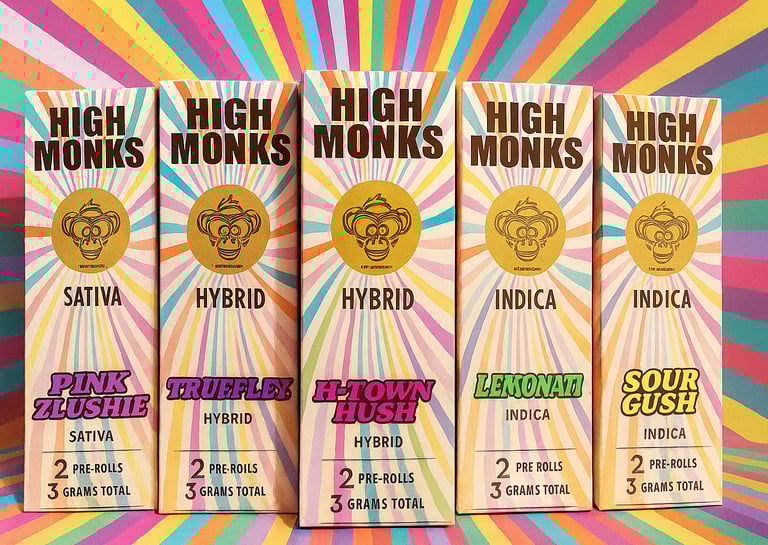 HIGH
MONKS
SATIVA
PINK
ZLUSHIE
SATIVA
2 PRE-ROLLS
3 GRAMS TOTAL
HIGH
MONKS
HYBRID
TRUFFLEY
HYBRID
2 PRE-ROLLS
3 GRAMS TOTAL
HIGH
MONKS
HYBRID
H-TOWN
HUSH
HYBRID
2 PRE-ROLLS
3 GRAMS TOTAL
HIGH
MONKS
INDICA
LEMONATI
INDICA
2 PRE ROLLS
3 GRAMS TOTAL
HIGH
MONKS
INDICA
SOUR
GUSH
INDICA
2 PRE-ROLLS
3 GRAMS TOTAL